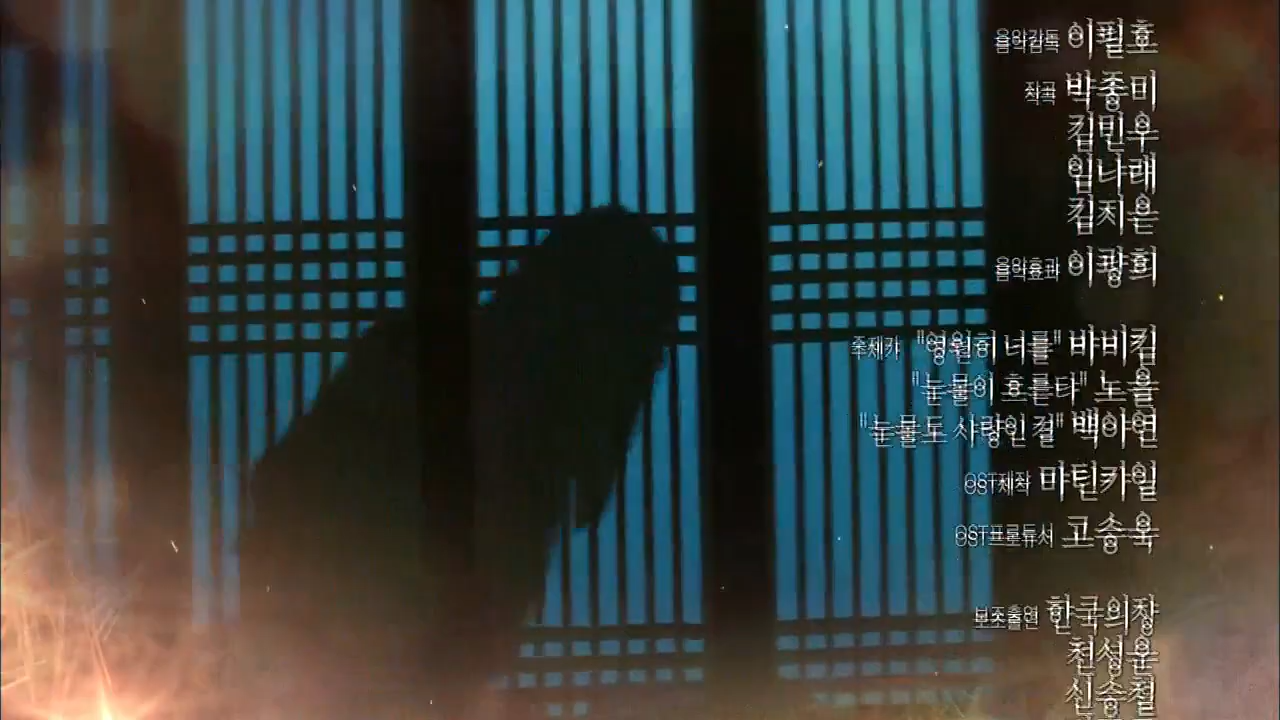 음악감독 이필호
작곡 박종미
김민우
임나래
김지은
음악효과 이광희
주제가 "영원히 너를" 바비킴
"눈물이 흐른다" 노을
"눈물도 사랑인 걸" 백아연
OST제작 마틴카일
OST프로듀서 고승욱
보조출연 한국의장
천성운
신승철